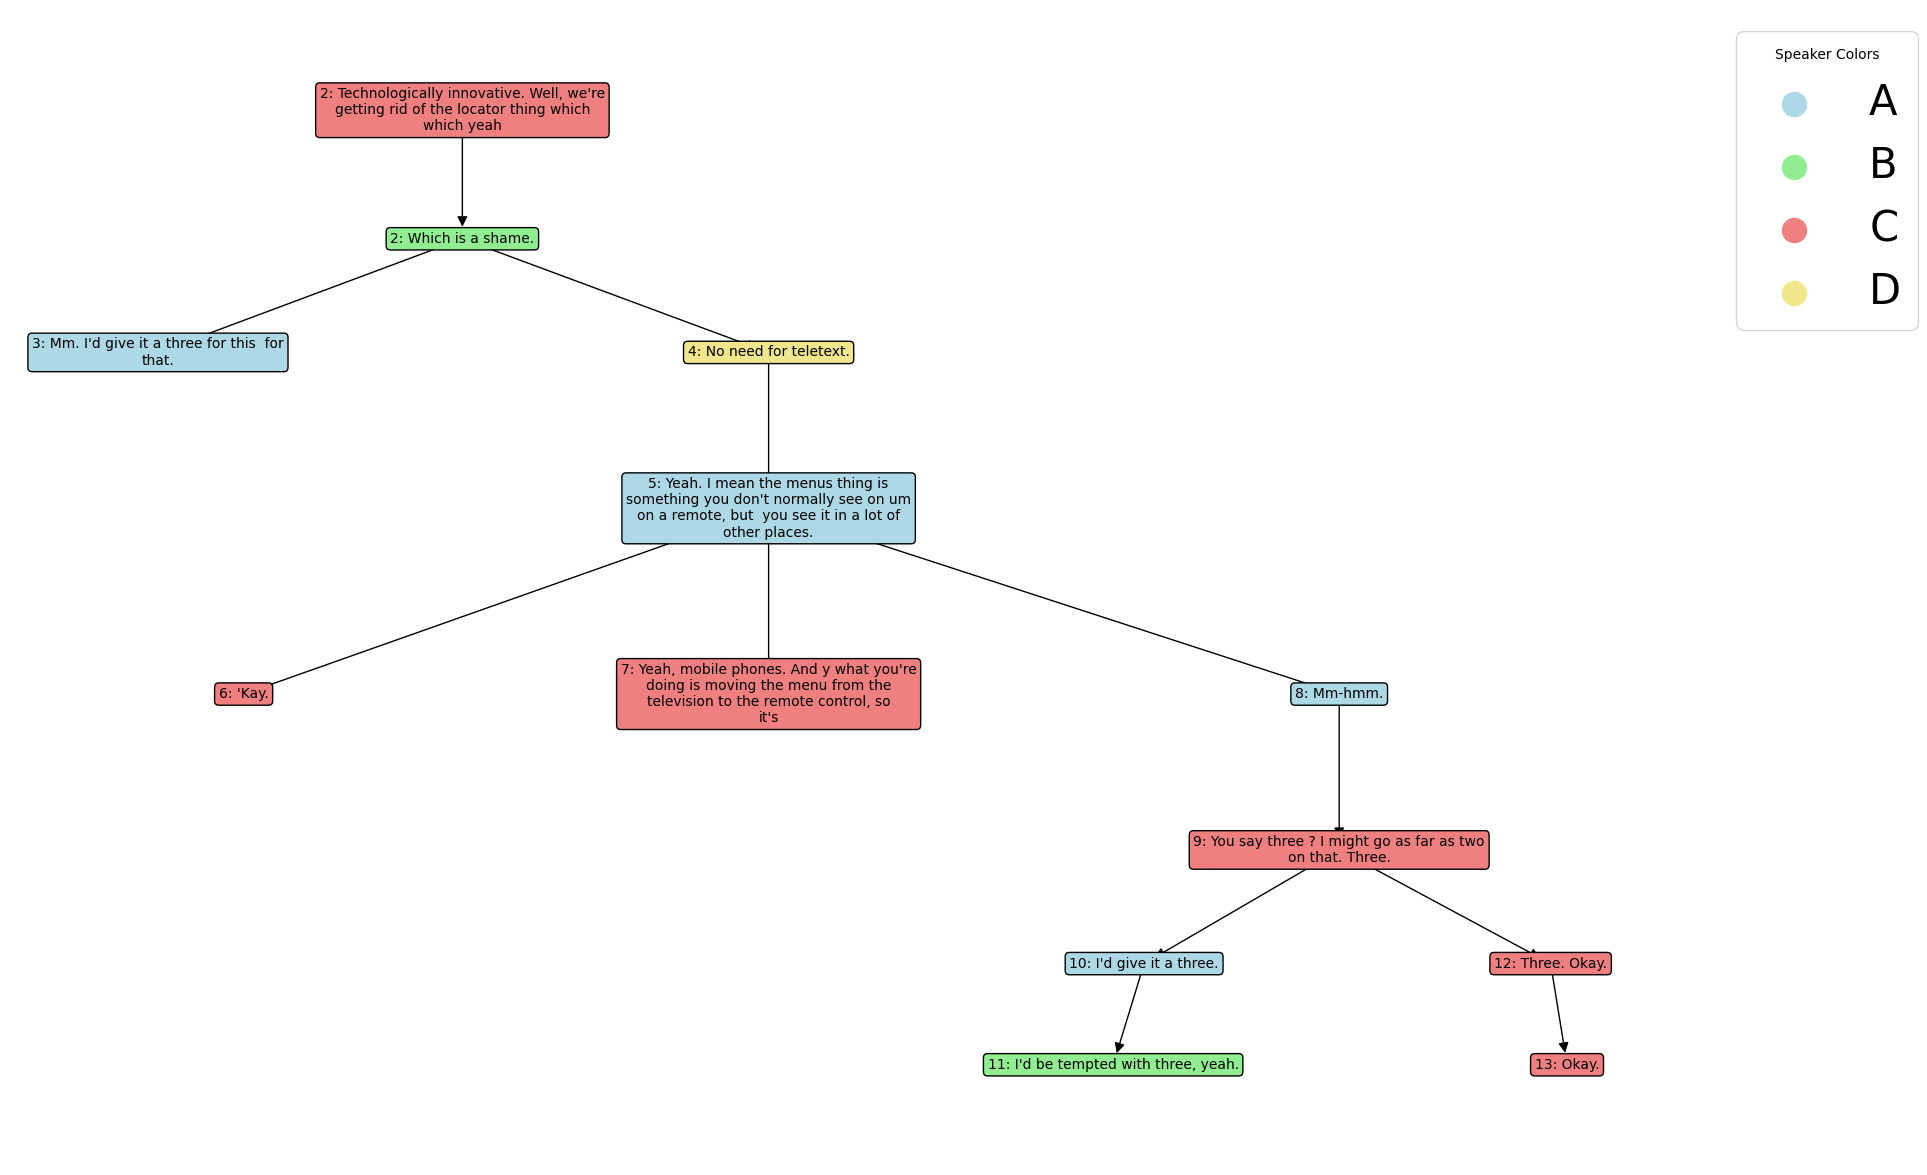 2: Technologically innovative. Well, we're
getting rid of the locator thing which
which yeah
2: Which is a shame.
3: Mm. I'd give it a three for this  for
that.
4: No need for teletext.
5: Yeah. I mean the menus thing is
something you don't normally see on um
on a remote, but  you see it in a lot of
other places.
6: 'Kay.
7: Yeah, mobile phones. And y what you're
doing is moving the menu from the
television to the remote control, so
it's
8: Mm-hmm.
9: You say three ? I might go as far as two
on that. Three.
10: I'd give it a three.
12: Three. Okay.
11: I'd be tempted with three, yeah.
13: Okay.
Speaker Colors
A
B
C
D